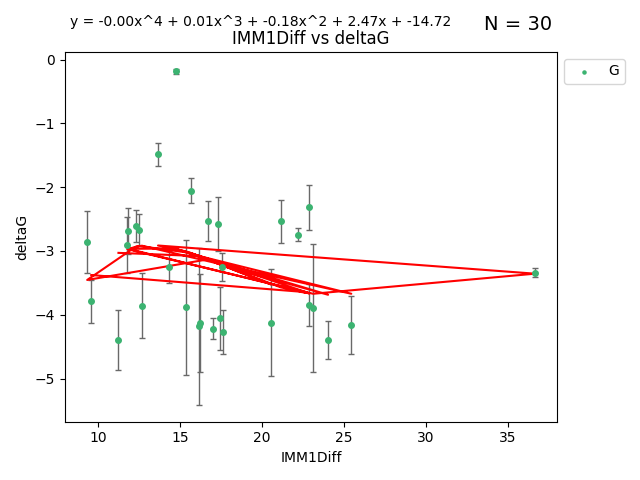 y = -0.00x^4 + 0.01x^3 + -0.18x^2 + 2.47x + -14.72
N = 30
IMM1Diff vs deltaG
G
0
−1
−2
−3
−4
−5
deltaG
10 15 20 25 30 35
IMM1Diff